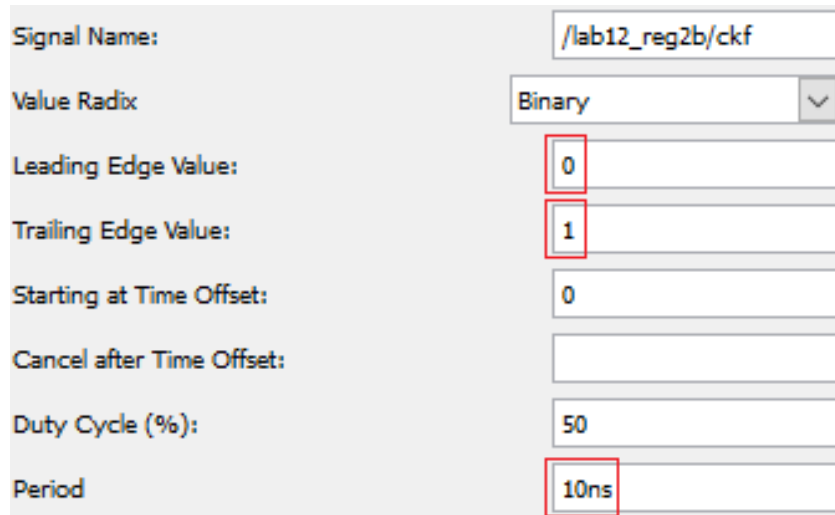 Signal Name: /lab12_reg2b/ckf
Value Radix Binary
Leading Edge Value: 0
Trailing Edge Value: 1
Starting at Time Offset: 0
Cancel after Time Offset:
Duty Cycle (%): 50
Period 10ns